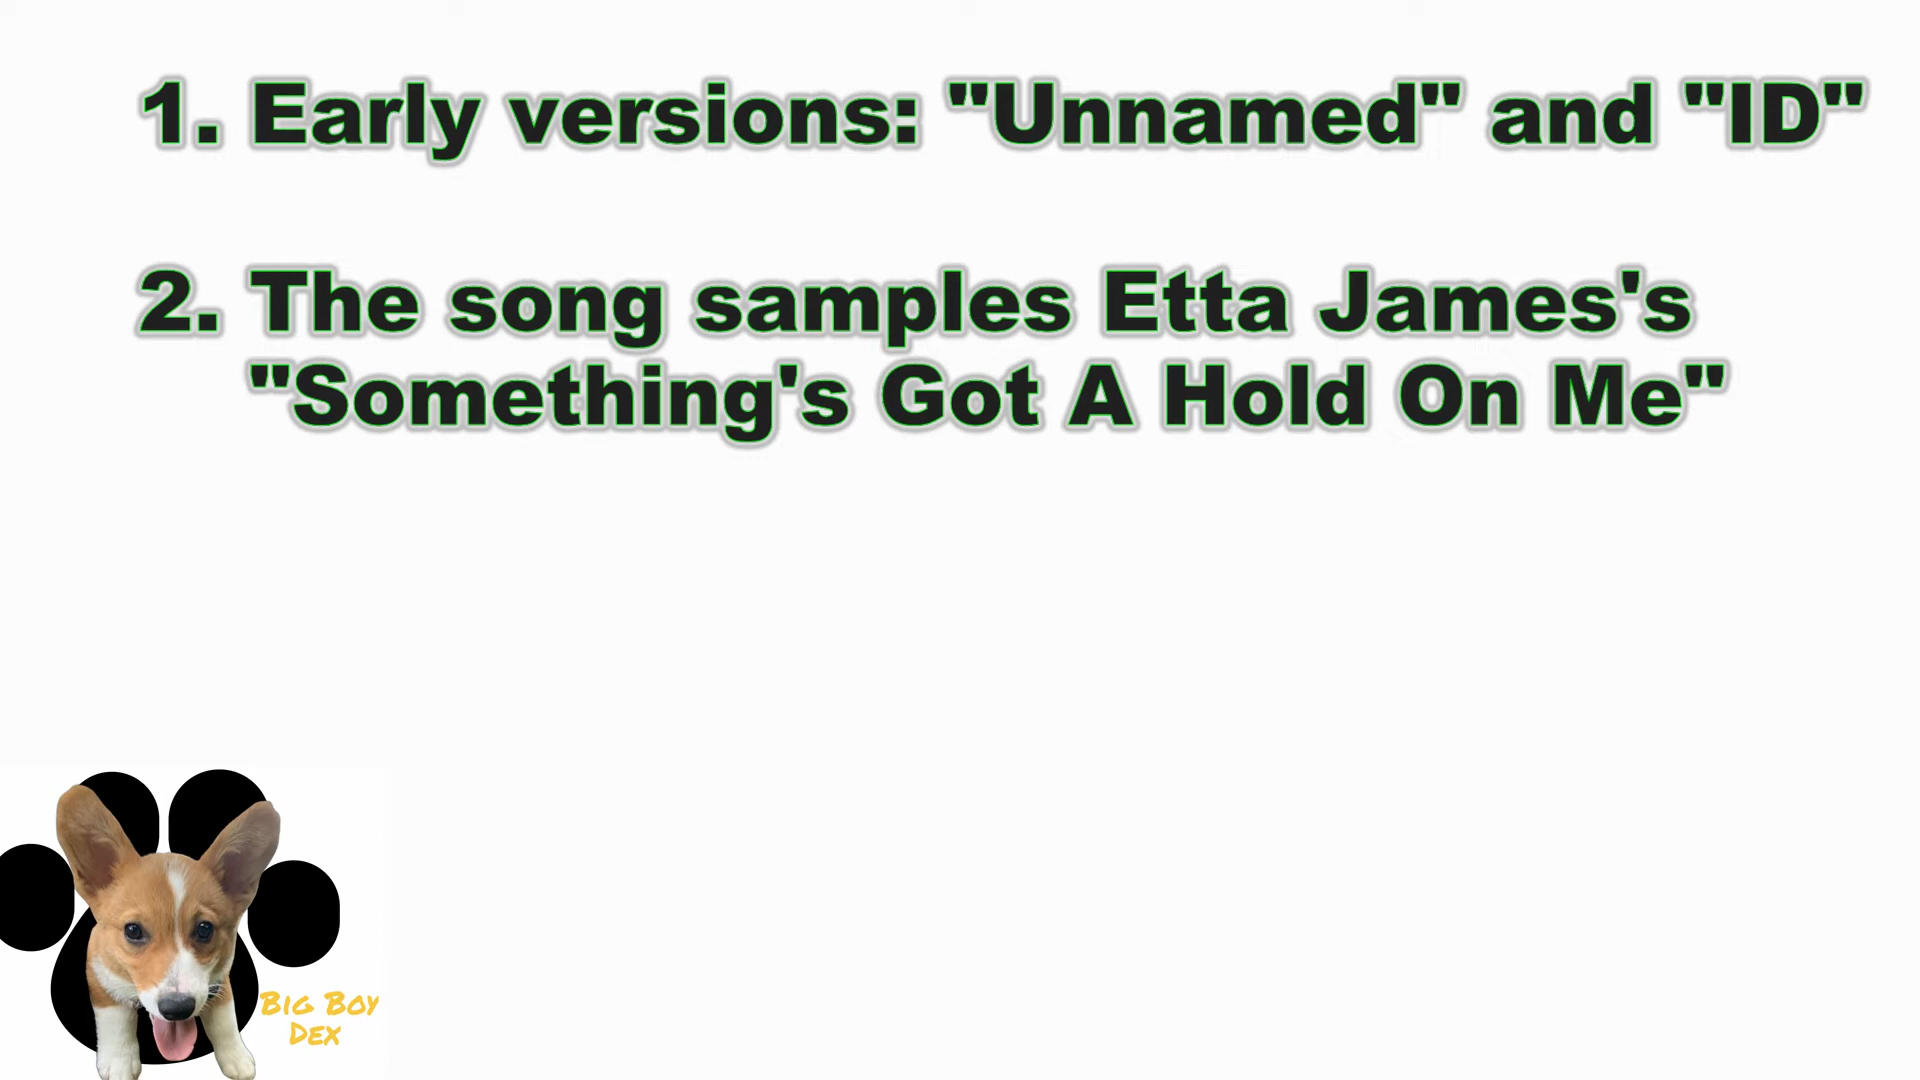 1. Early versions: "Unnamed" and "ID"
2. The song samples Etta James's
"Something's Got A Hold On Me"
Big Boy
Dex